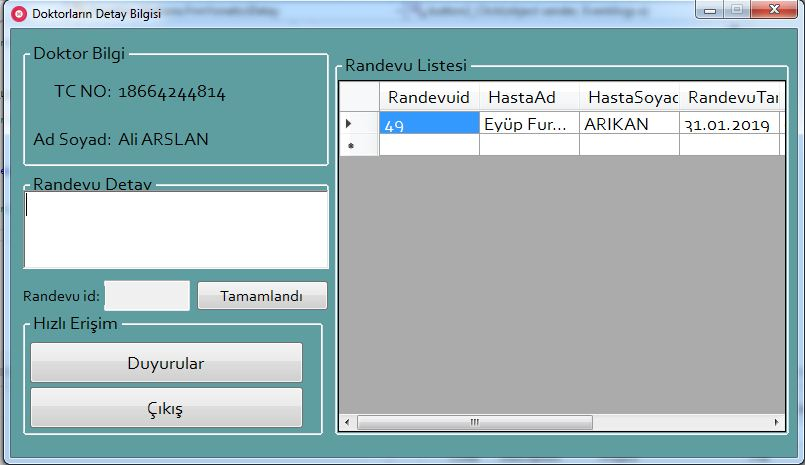 Doktorların Detay Bilgisi
Doktor Bilgi
TC NO: 18664244814
Ad Soyad: Ali ARSLAN
Randevu Detay
Randevu id:
Tamamlandı
Hızlı Erişim
Duyurular
Çıkış
Randevu Listesi
Randevuid HastaAd HastaSoyad RandevuTar
49 Eyüp Fur... ARIKAN 31.01.2019